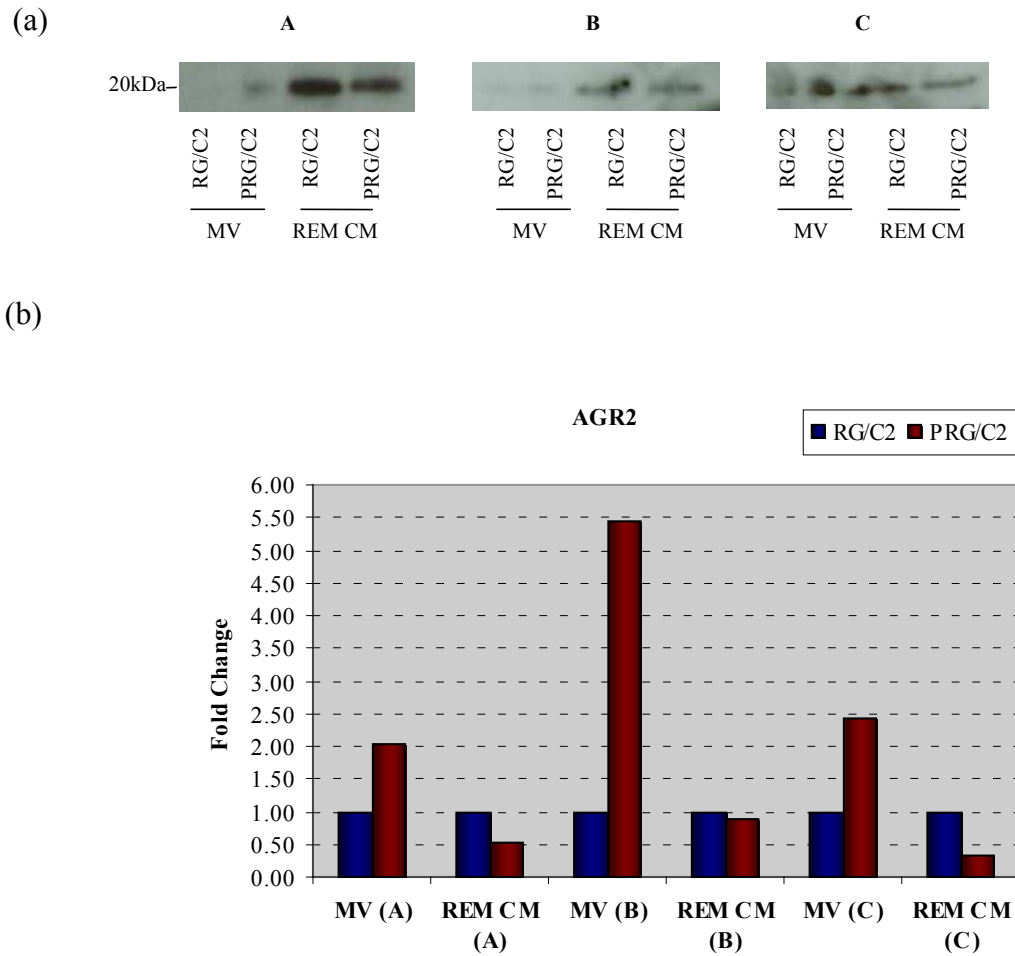 (a)
A
B
C
20kDa
RG/C2
PRG/C2
RG/C2
PRG/C2
RG/C2
PRG/C2
RG/C2
PRG/C2
RG/C2
PRG/C2
RG/C2
PRG/C2
MV
REM CM
MV
REM CM
MV
REM CM
(b)
AGR2
RG/C2 PRG/C2
6.00
5.50
5.00
4.50
4.00
3.50
3.00
2.50
2.00
1.50
1.00
0.50
0.00
Fold Change
MV (A)
REM CM
(A)
MV (B)
REM CM
(B)
MV (C)
REM CM
(C)